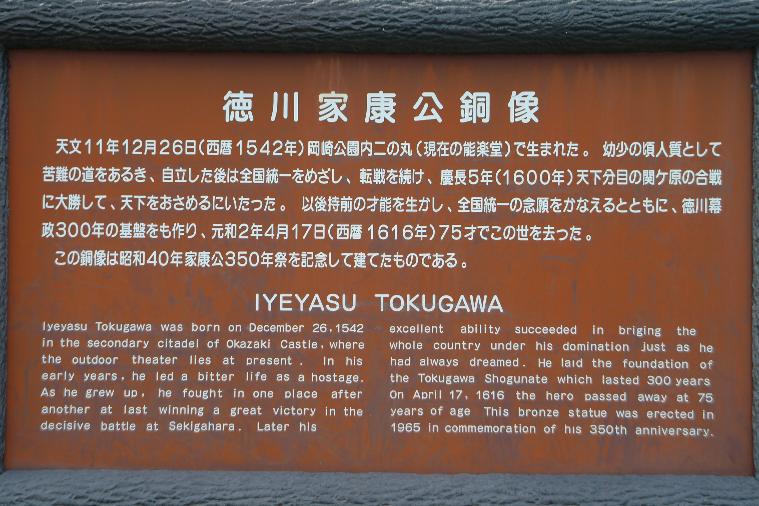 徳川家康公銅像
天文11年12月26日(西暦1542年)岡崎公園内二の丸(現在の能楽堂)で生まれた。 幼少の頃人質として
苦難の道をあるき、自立した後は全国統一をめざし、転戦を続け、慶長5年(1600年)天下分目の関ケ原の合戦
に大勝して、天下をおさめるにいたった。 以後持前の才能を生かし、全国統一の念願をかなえるとともに、徳川幕
政300年の基盤をも作り、元和2年4月17日(西暦1616年)75才でこの世を去った。
この銅像は昭和40年家康公350年祭を記念して建てたものである。
IYEYASU TOKUGAWA
Iyeyasu Tokugawa was born on December 26,1542
in the secondary citadel of Okazaki Castle, where
the outdoor theater lies at present. In his
early years, he led a bitter life as a hostage.
As he grew up, he fought in one place after
another at last winning a great victory in the
decisive battle at Sekigahara. Later his
excellent ability succeeded in briging the
whole country under his domination just as he
had always dreamed. He laid the foundation of
the Tokugawa Shogunate which lasted 300 years
On April 17, 1616 the hero passed away at 75
years of age This bronze statue was erected in
1965 in commemoration of his 350th anniversary.